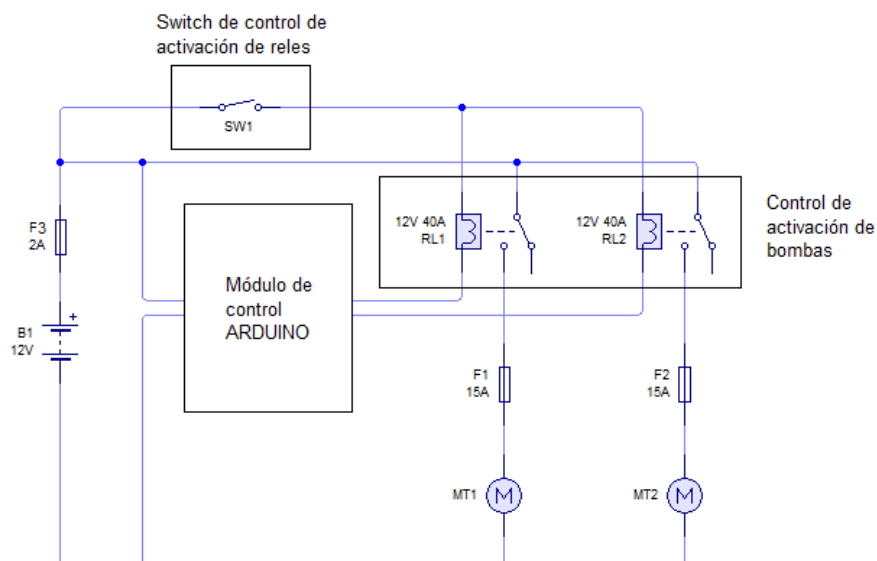 Switch de control de
activación de reles
SW1
F3
2A
12V 40A
RL1
12V 40A
RL2
Control de
activación de
bombas
Módulo de
control
ARDUINO
+
B1
12V
F1
15A
F2
15A
MT1
M
MT2
M